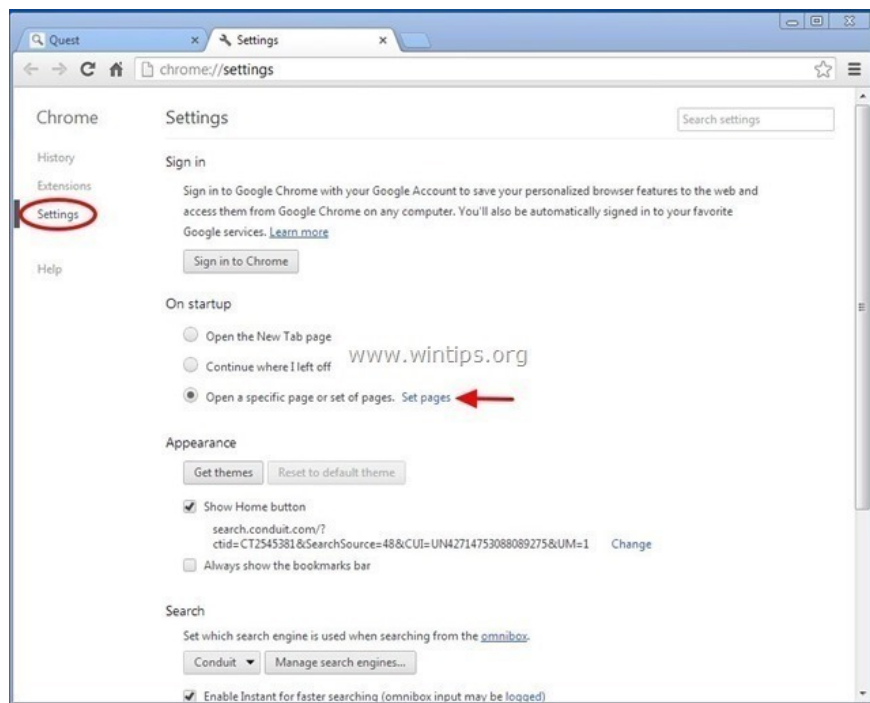 Quest
Settings
chrome://settings
Chrome
Settings
Search settings
History
Extensions
Settings
Help
Sign in
Sign in to Google Chrome with your Google Account to save your personalized browser features to the web and
access them from Google Chrome on any computer. You'll also be automatically signed in to your favorite
Google services. Learn more
Sign in to Chrome
On startup
Open the New Tab page
www.wintips.org
Continue where I left off
Open a specific page or set of pages. Set pages
Appearance
Get themes
Reset to default theme
Show Home button
search.conduit.com/?
ctid=CT2545381&SearchSource=48&CUI=UN42714753088089275&UM=1
Change
Always show the bookmarks bar
Search
Set which search engine is used when searching from the omnibox.
Conduit
Manage search engines...
Enable Instant for faster searching (omnibox input may be logged)